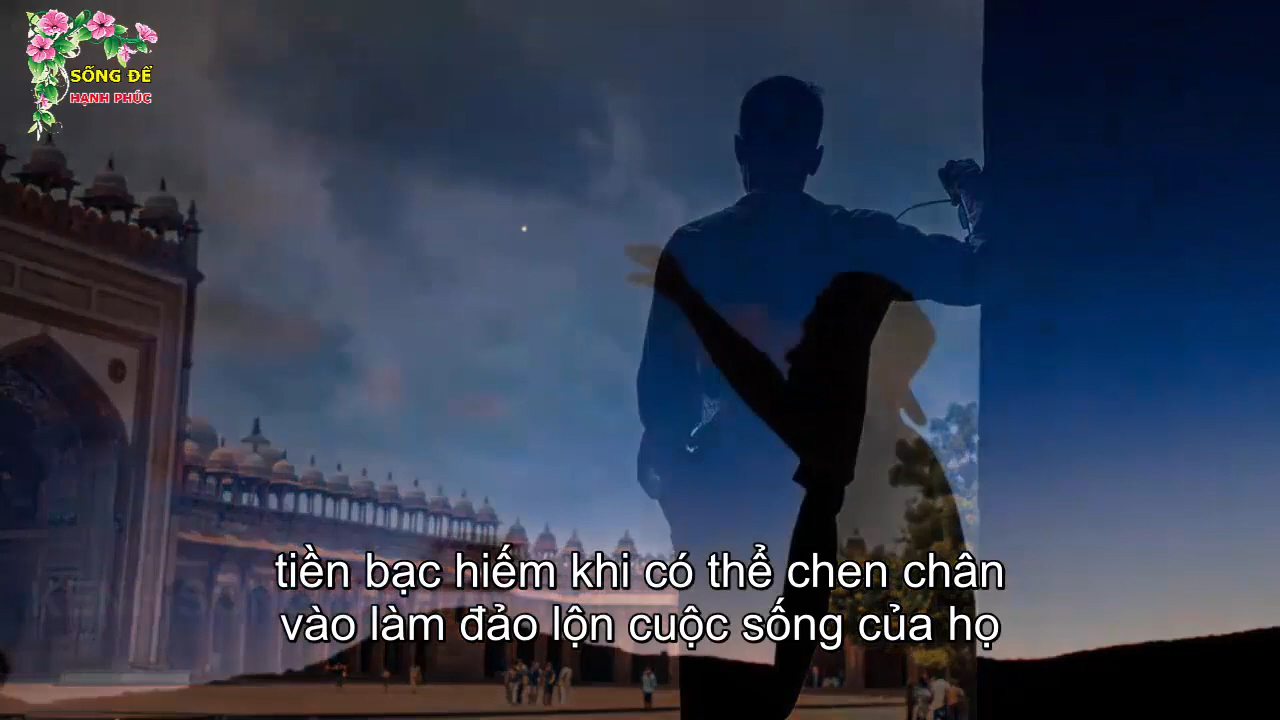 SỐNG ĐỂ
HẠNH PHÚC
tiền bạc hiếm khi có thể chen chân
vào làm đảo lộn cuộc sống của họ